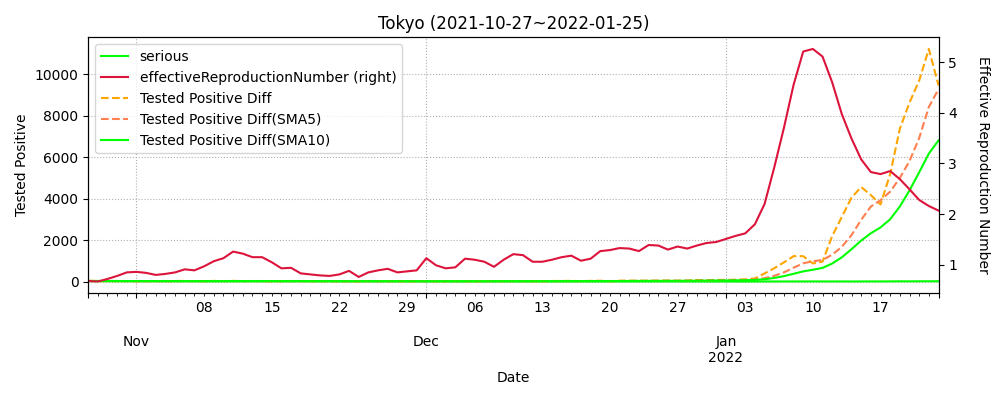 Tokyo (2021-10-27~2022-01-25)
serious
effectiveReproductionNumber (right)
Tested Positive Diff
Tested Positive Diff(SMA5)
Tested Positive Diff(SMA10)
10000
8000
6000
4000
2000
0
Tested Positive
5
4
3
2
1
Effective Reproduction Number
08 15 22 29 06 13 20 27 03 10 17
Nov Dec Jan
2022
Date